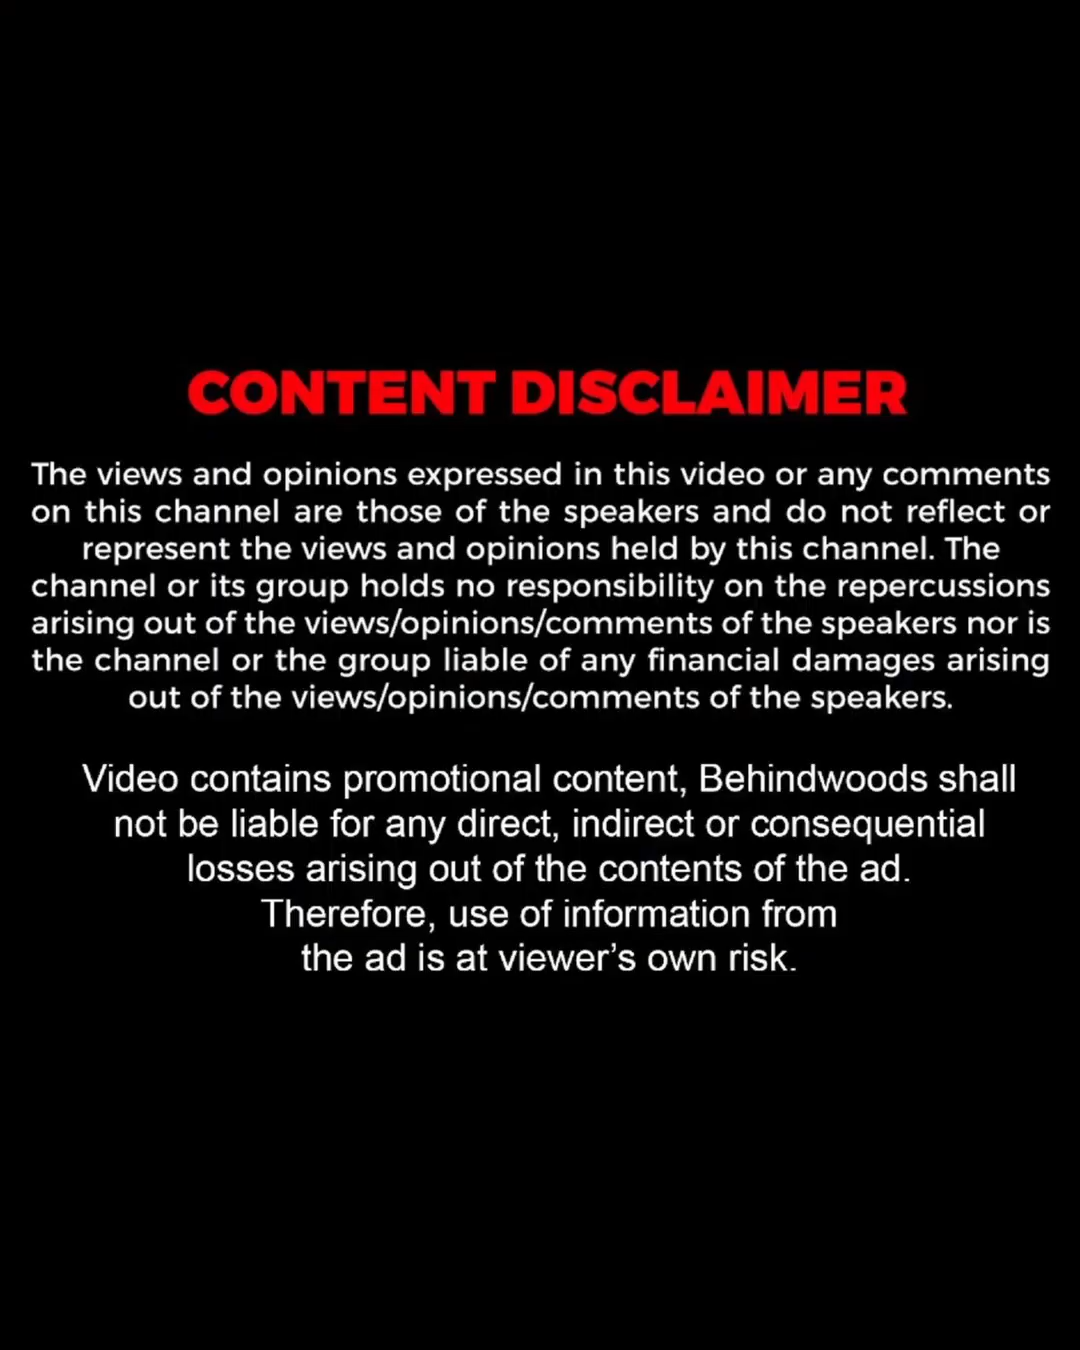 CONTENT DISCLAIMER
The views and opinions expressed in this video or any comments
on this channel are those of the speakers and do not reflect or
represent the views and opinions held by this channel. The
channel or its group holds no responsibility on the repercussions
arising out of the views/opinions/comments of the speakers nor is
the channel or the group liable of any financial damages arising
out of the views/opinions/comments of the speakers.
Video contains promotional content, Behindwoods shall
not be liable for any direct, indirect or consequential
losses arising out of the contents of the ad.
Therefore, use of information from
the ad is at viewer’s own risk.